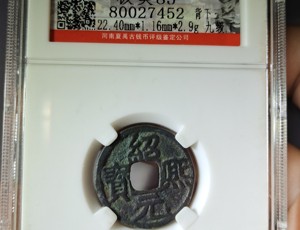 80027452
22.40mm*1.16mm*2.9g
背下
九
河南夏禹古钱币评级鉴定公司
紹
熙
元
寶